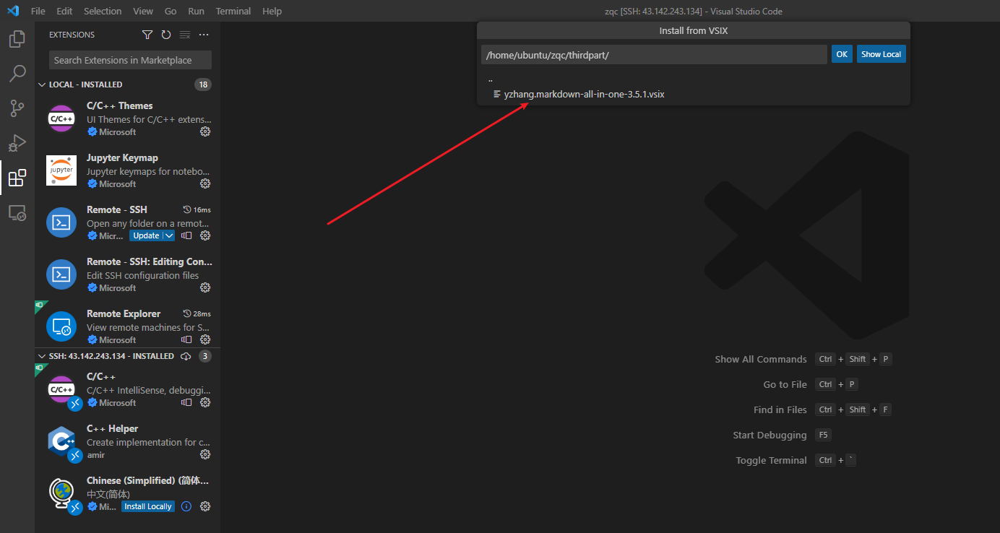 File Edit Selection View Go Run Terminal Help
zqc [SSH: 43.142.243.134] - Visual Studio Code
EXTENSIONS
Search Extensions in Marketplace
LOCAL - INSTALLED 18
C/C++
C/C++ Themes
UI Themes for C/C++ extens...
Microsoft
jupyter
Jupyter Keymap
Jupyter keymaps for notebo...
Microsoft
Remote - SSH 16ms
Open any folder on a remot...
Micr... Update
Remote - SSH: Editing Con...
Edit SSH configuration files
Microsoft
Remote Explorer 28ms
View remote machines for S...
Microsoft
SSH: 43.142.243.134 - INSTALLED 3
C/C++
C/C++
C/C++ IntelliSense, debuggi...
Microsoft
C++ Helper
Create implementation for c...
amir
Chinese (Simplified) (简体...
中文(简体)
Mi... Install Locally
Install from VSIX
/home/ubuntu/zqc/thirdpart/ OK Show Local
..
yzhang.markdown-all-in-one-3.5.1.vsix
Show All Commands Ctrl + Shift + P
Go to File Ctrl + P
Find in Files Ctrl + Shift + F
Start Debugging F5
Toggle Terminal Ctrl + `